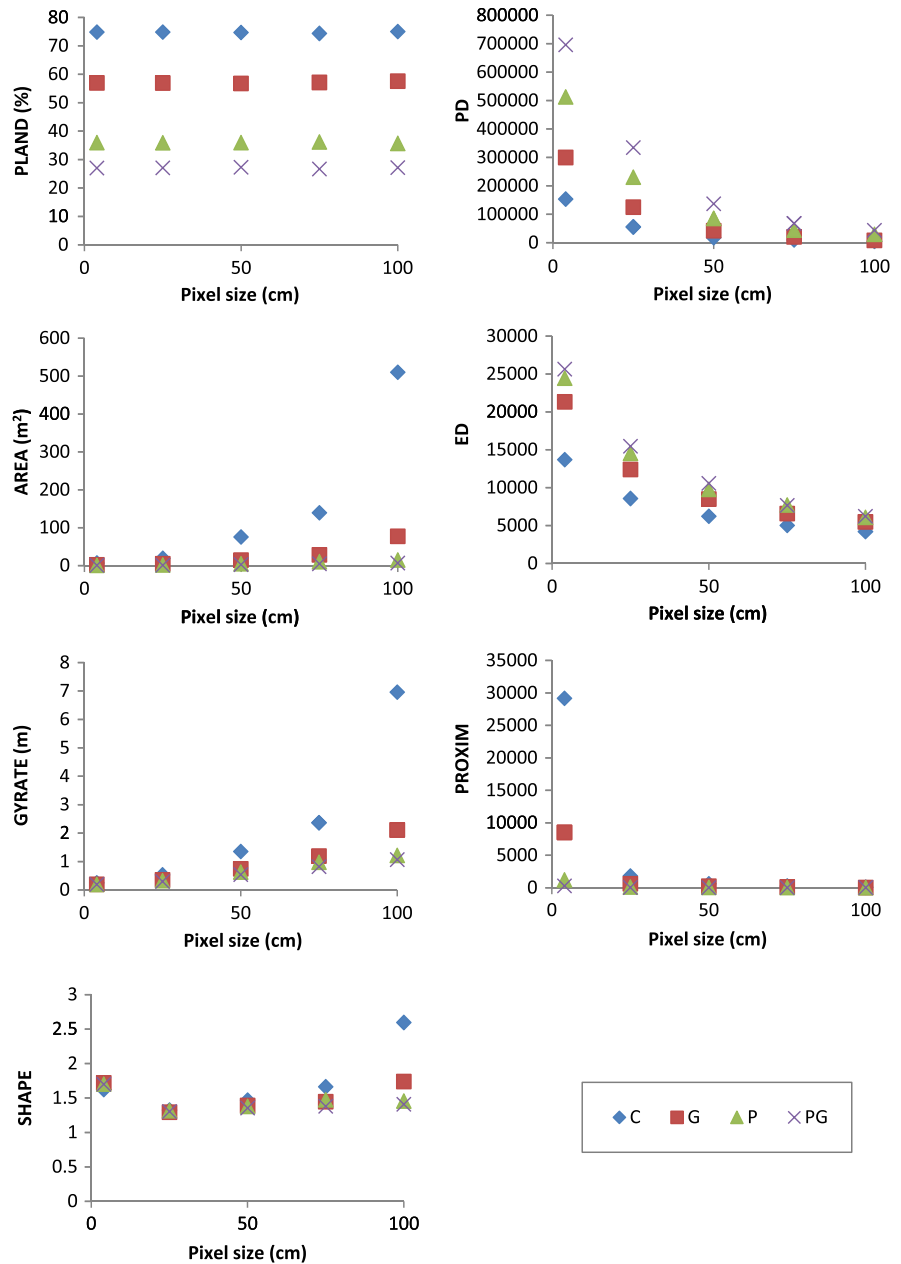 80
70
60
50
40
30
20
10
0
PLAND (%)
0 50 100
Pixel size (cm)
800000
700000
600000
500000
400000
300000
200000
100000
0
PD
0 25 50 75 100
Pixel size (cm)
600
500
400
300
200
100
0
AREA (m²)
0 50 100
Pixel size (cm)
30000
25000
20000
15000
10000
5000
0
ED
0 50 100
Pixel size (cm)
8
7
6
5
4
3
2
1
0
GYRATE (m)
0 50 100
Pixel size (cm)
35000
30000
25000
20000
15000
10000
5000
0
PROXIM
0 50 100
Pixel size (cm)
3
2.5
2
1.5
1
0.5
0
SHAPE
0 50 100
Pixel size (cm)
C G P PG